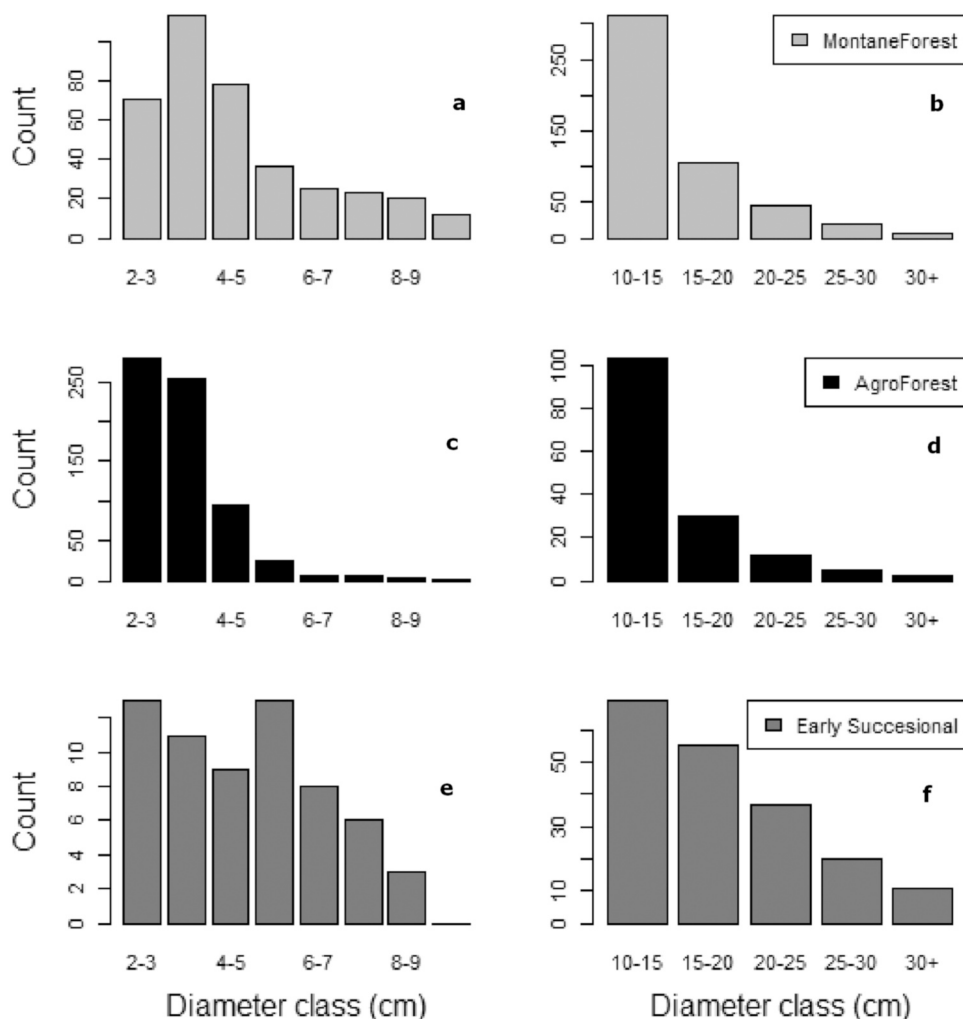 MontaneForest
a
b
Count
0 20 40 60 80
0 50 150 250
2-3 4-5 6-7 8-9
10-15 15-20 20-25 25-30 30+
AgroForest
c
d
Count
0 50 150 250
0 20 40 60 80 100
2-3 4-5 6-7 8-9
10-15 15-20 20-25 25-30 30+
Early Succesional
e
f
Count
0 2 4 6 8 10
0 10 30 50
2-3 4-5 6-7 8-9
10-15 15-20 20-25 25-30 30+
Diameter class (cm)
Diameter class (cm)